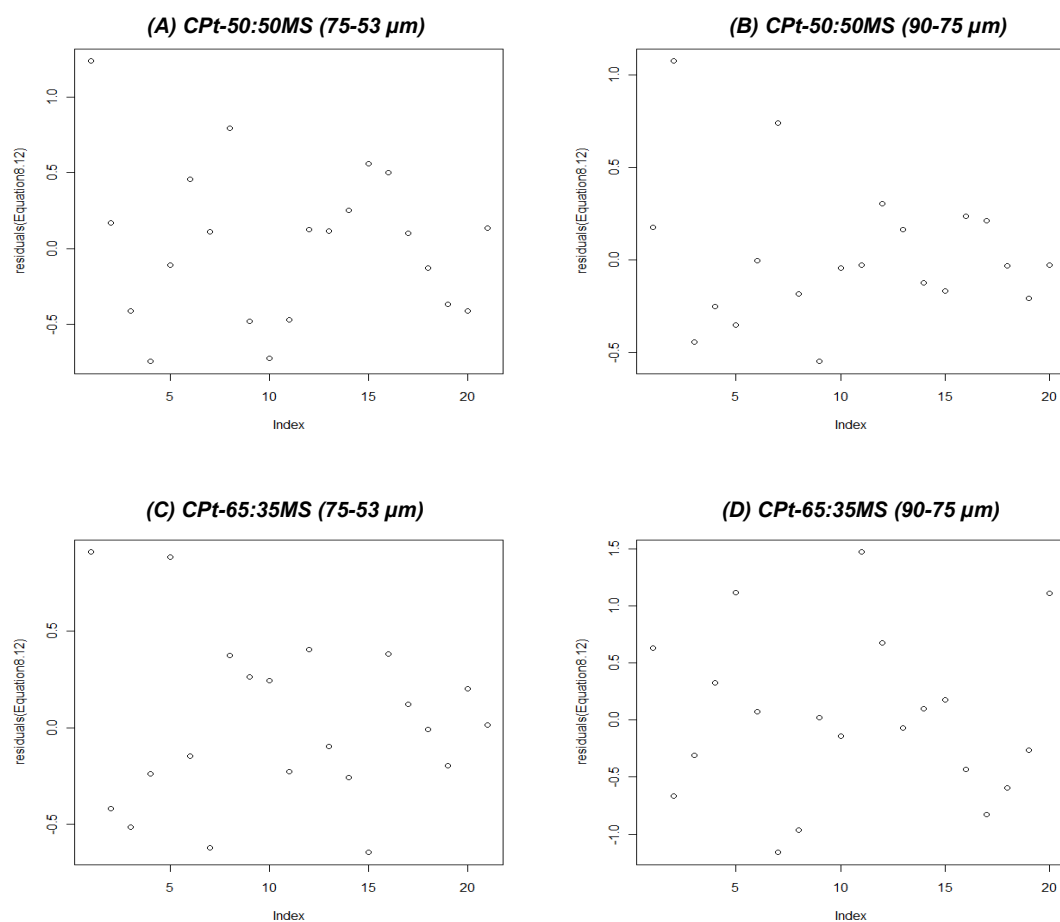 (A) CPt-50:50MS (75-53 µm)
residuals(Equation8.12)
1.0
0.5
0.0
-0.5
5
10
15
20
Index
(B) CPt-50:50MS (90-75 µm)
residuals(Equation8.12)
1.0
0.5
0.0
-0.5
5
10
15
20
Index
(C) CPt-65:35MS (75-53 µm)
residuals(Equation8.12)
0.5
0.0
-0.5
5
10
15
20
Index
(D) CPt-65:35MS (90-75 µm)
residuals(Equation8.12)
1.5
1.0
0.5
0.0
-0.5
-1.0
5
10
15
20
Index